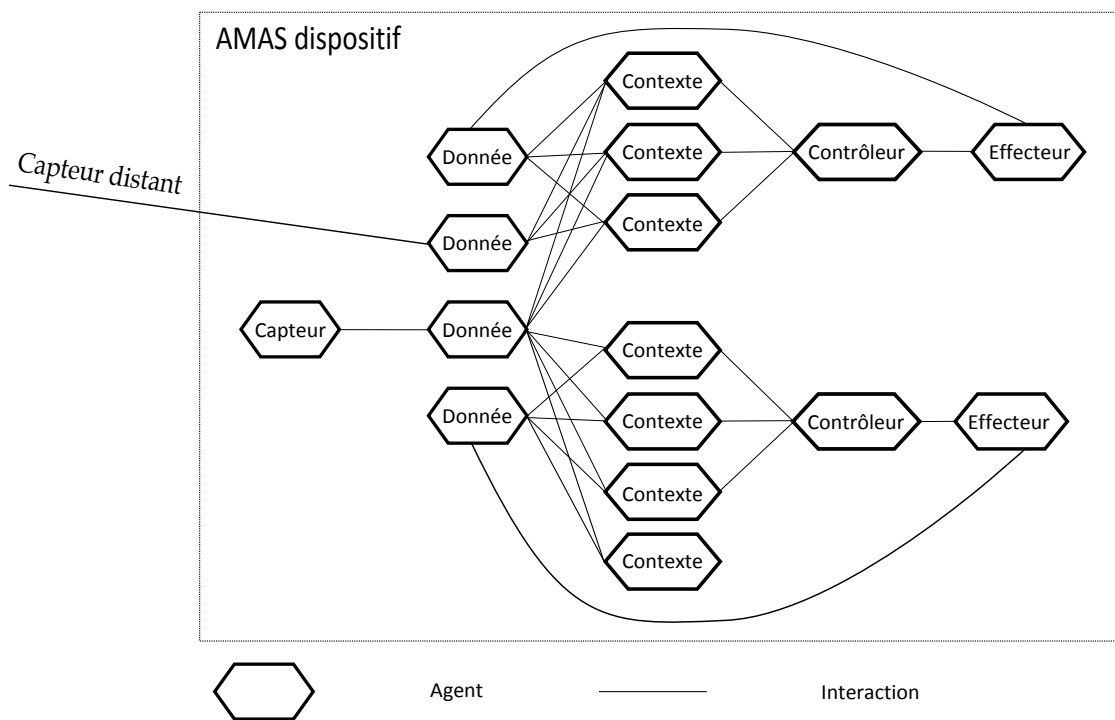 AMAS dispositif
Contexte
Donnée
Contexte
Contrôleur
Effecteur
Capteur distant
Contexte
Donnée
Capteur
Donnée
Contexte
Donnée
Contexte
Contrôleur
Effecteur
Contexte
Contexte
Agent
Interaction